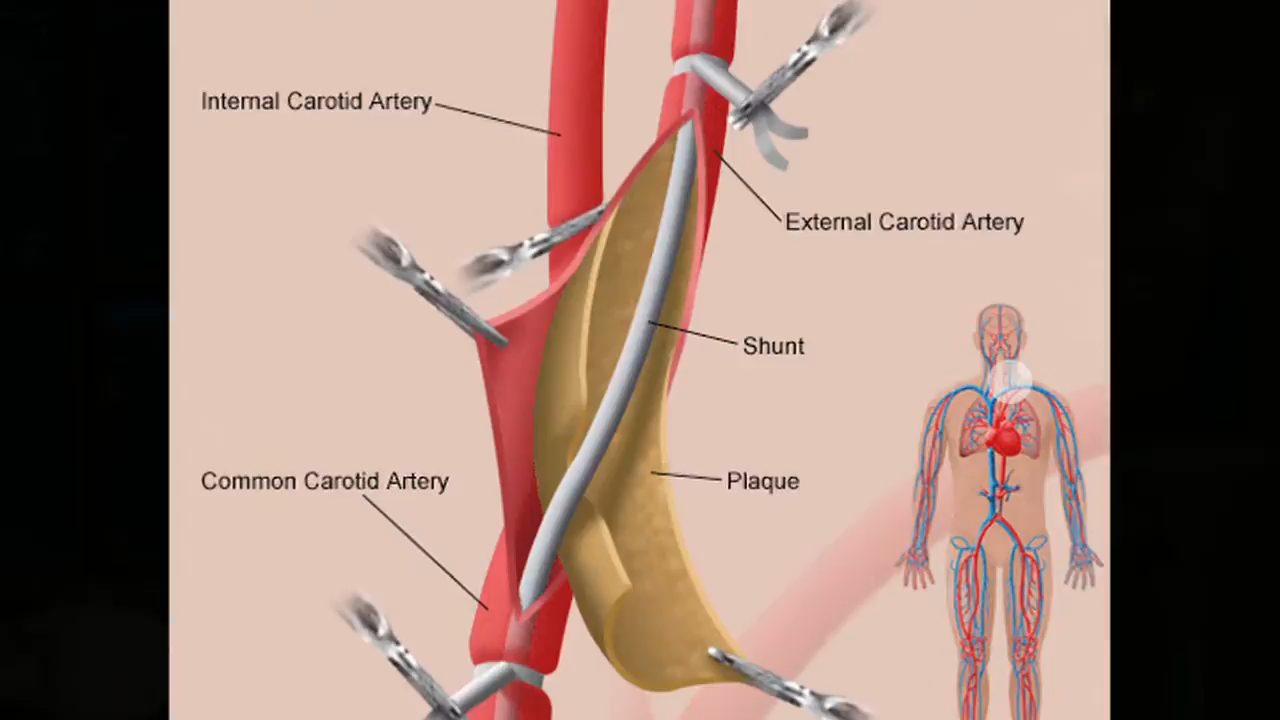 Internal Carotid Artery
External Carotid Artery
Shunt
Common Carotid Artery
Plaque